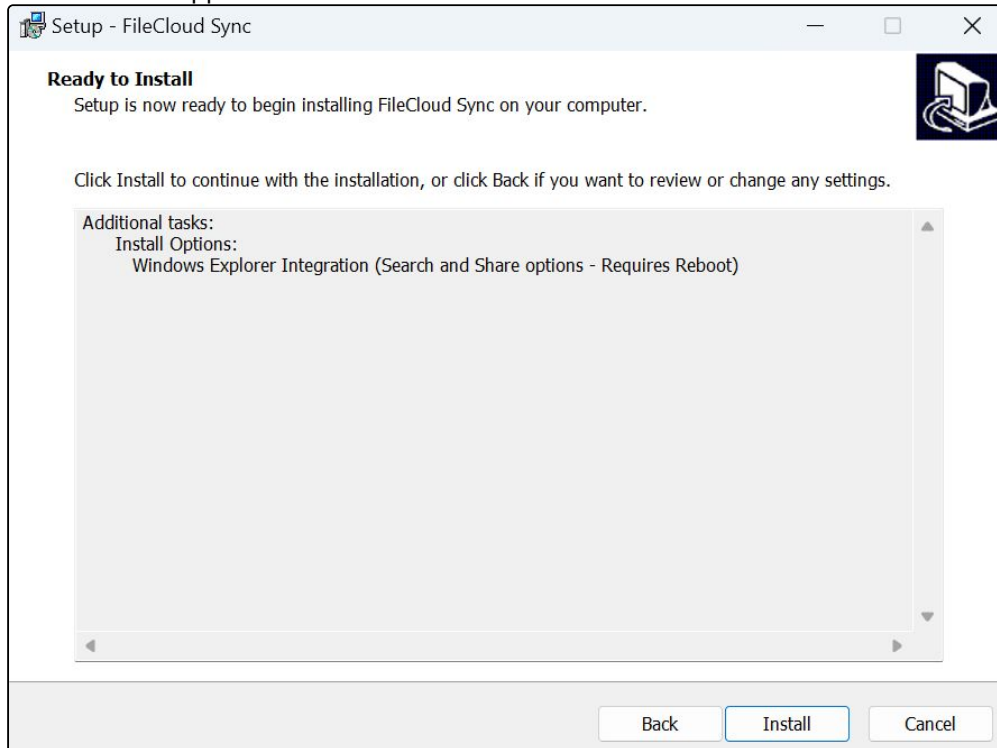 Setup - FileCloud Sync
Ready to Install
Setup is now ready to begin installing FileCloud Sync on your computer.
Click Install to continue with the installation, or click Back if you want to review or change any settings.
Additional tasks:
Install Options:
Windows Explorer Integration (Search and Share options - Requires Reboot)
Back Install Cancel